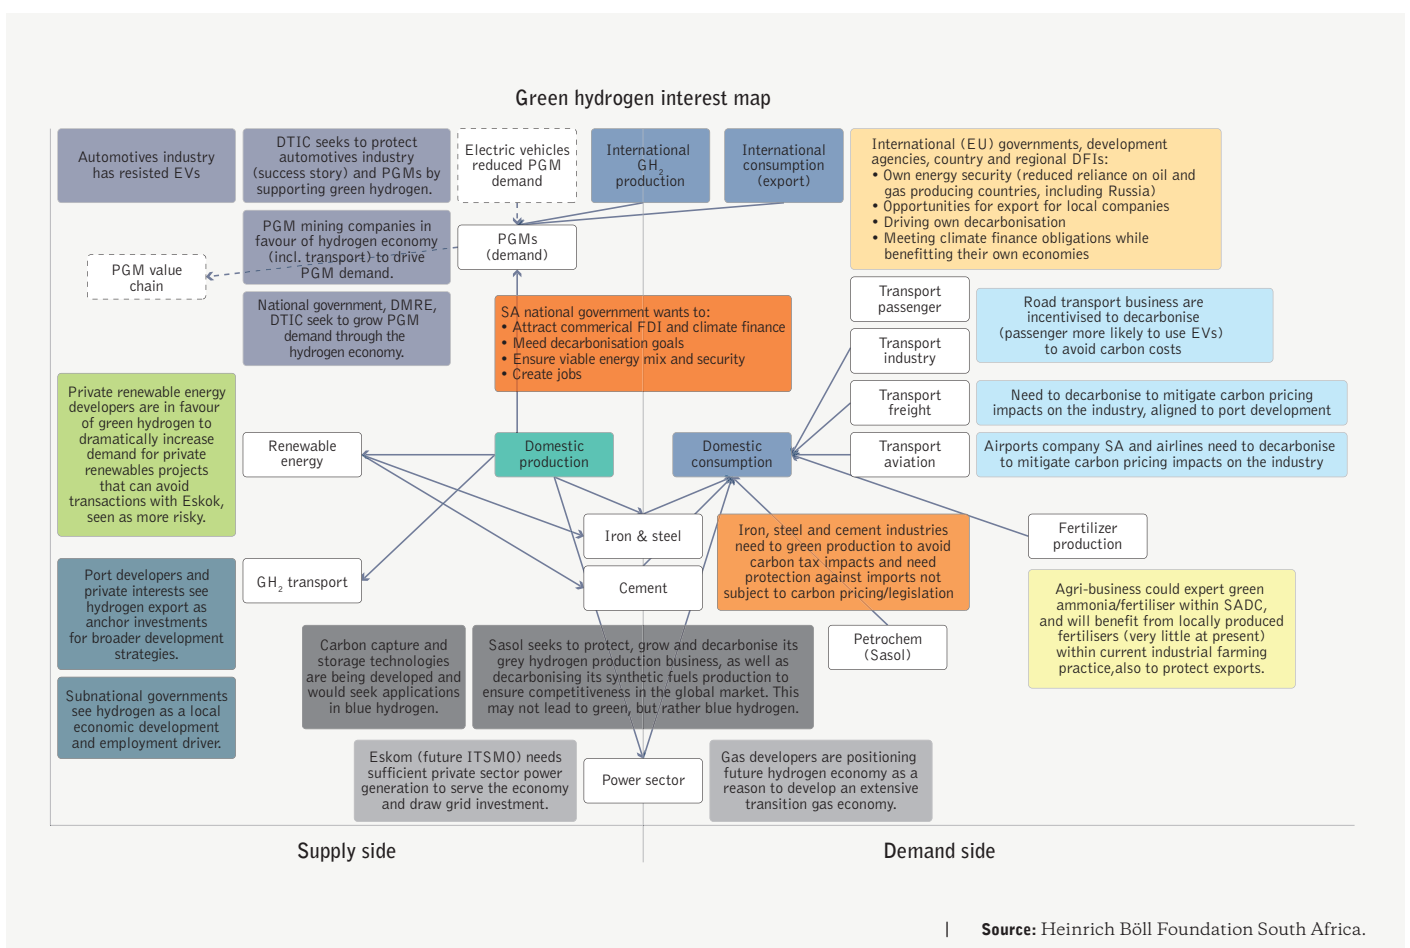 Green hydrogen interest map
Automotives industry
has resisted EVs
DTIC seeks to protect
automotives industry
(success story) and PGMs by
supporting green hydrogen.
Electric vehicles
reduced PGM
demand
International
GH2
production
International
consumption
(export)
International (EU) governments, development
agencies, country and regional DFIs:
• Own energy security (reduced reliance on oil and
gas producing countries, including Russia)
• Opportunities for export for local companies
• Driving own decarbonisation
• Meeting climate finance obligations while
benefitting their own economies
PGM mining companies in
favour of hydrogen economy
(incl. transport) to drive
PGM demand.
PGMs
(demand)
PGM value
chain
National government, DMRE,
DTIC seek to grow PGM
demand through the
hydrogen economy.
SA national government wants to:
• Attract commerical FDI and climate finance
• Meed decarbonisation goals
• Ensure viable energy mix and security
• Create jobs
Transport
passenger
Transport
industry
Road transport business are
incentivised to decarbonise
(passenger more likely to use EVs)
to avoid carbon costs
Transport
freight
Need to decarbonise to mitigate carbon pricing
impacts on the industry, aligned to port development
Transport
aviation
Airports company SA and airlines need to decarbonise
to mitigate carbon pricing impacts on the industry
Private renewable energy
developers are in favour
of green hydrogen to
dramatically increase
demand for private
renewables projects
that can avoid
transactions with Eskok,
seen as more risky.
Renewable
energy
Domestic
production
Domestic
consumption
Iron & steel
Cement
Iron, steel and cement industries
need to green production to avoid
carbon tax impacts and need
protection against imports not
subject to carbon pricing/legislation
Fertilizer
production
Agri-business could expert green
ammonia/fertiliser within SADC,
and will benefit from locally produced
fertilisers (very little at present)
within current industrial farming
practice,also to protect exports.
Port developers and
private interests see
hydrogen export as
anchor investments
for broader development
strategies.
GH2 transport
Subnational governments
see hydrogen as a local
economic development
and employment driver.
Carbon capture and
storage technologies
are being developed and
would seek applications
in blue hydrogen.
Sasol seeks to protect, grow and decarbonise its
grey hydrogen production business, as well as
decarbonising its synthetic fuels production to
ensure competitiveness in the global market. This
may not lead to green, but rather blue hydrogen.
Petrochem
(Sasol)
Eskom (future ITSMO) needs
sufficient private sector power
generation to serve the economy
and draw grid investment.
Power sector
Gas developers are positioning
future hydrogen economy as a
reason to develop an extensive
transition gas economy.
Supply side
Demand side
| Source: Heinrich Böll Foundation South Africa.